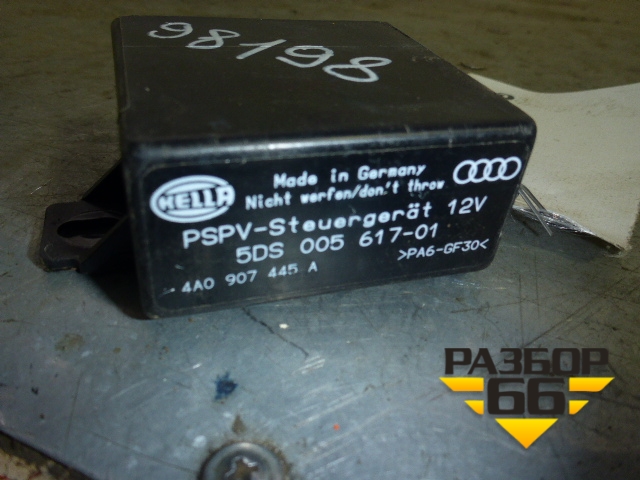 98198
HELLA
Made in Germany
Nicht werfen/don't throw
PSPV-Steuergerät 12V
5DS 005 617-01
>PA6-GF30<
4A0 907 445 A
РАЗБОР
66